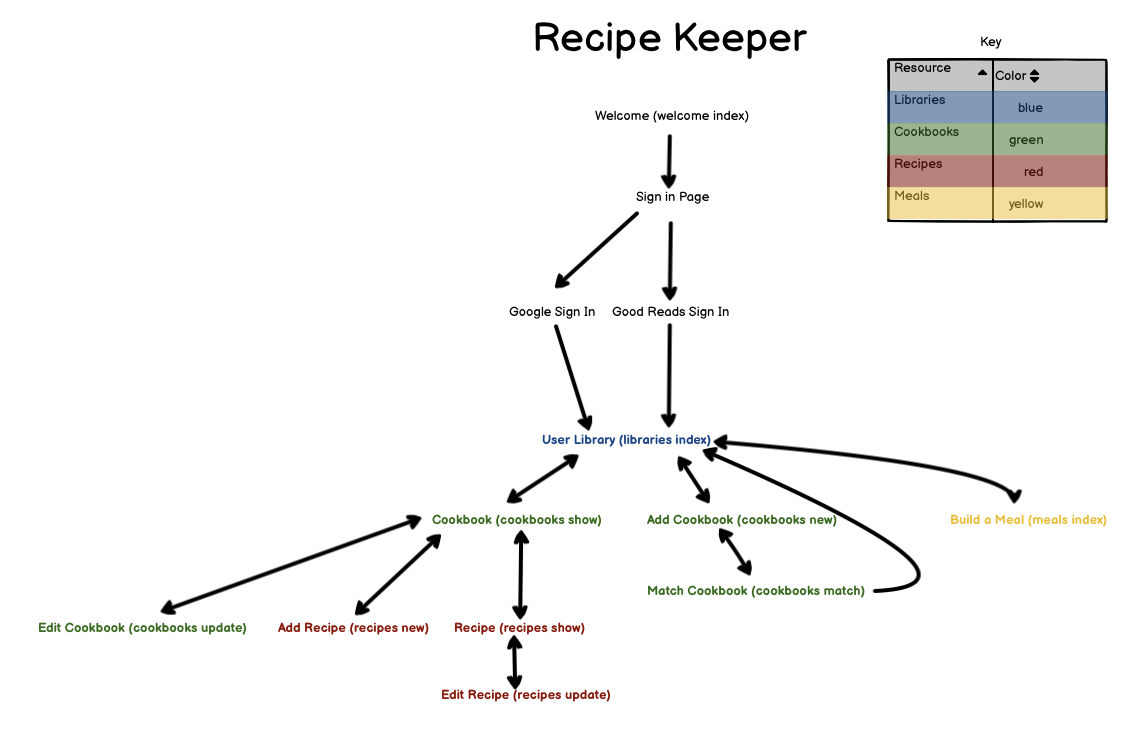 Recipe Keeper
Key
Resource Color
Libraries blue
Cookbooks green
Recipes red
Meals yellow
Welcome (welcome index)
Sign in Page
Google Sign In
Good Reads Sign In
User Library (libraries index)
Cookbook (cookbooks show)
Add Cookbook (cookbooks new)
Build a Meal (meals index)
Match Cookbook (cookbooks match)
Edit Cookbook (cookbooks update)
Add Recipe (recipes new)
Recipe (recipes show)
Edit Recipe (recipes update)